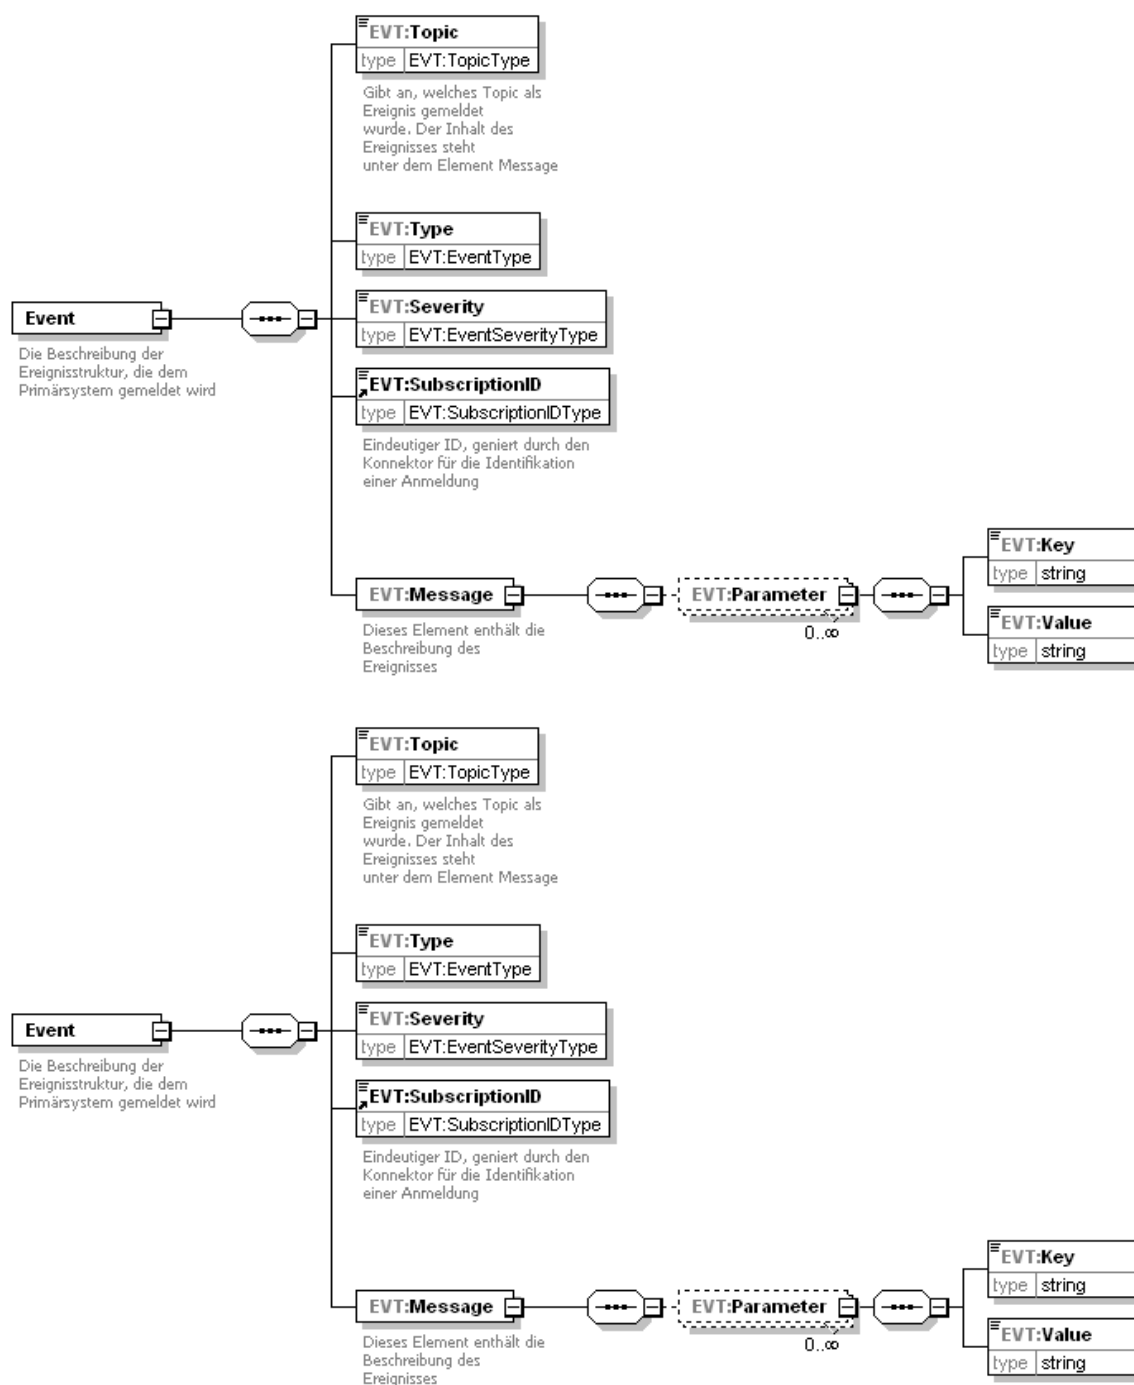 EVT:Topic
type EVT:TopicType
Gibt an, welches Topic als
Ereignis gemeldet
wurde. Der Inhalt des
Ereignisses steht
unter dem Element Message
EVT:Type
type EVT:EventType
Event
Die Beschreibung der
Ereignisstruktur, die dem
Primärsystem gemeldet wird
EVT:Severity
type EVT:EventSeverityType
EVT:SubscriptionID
type EVT:SubscriptionIDType
Eindeutiger ID, geniert durch den
Konnektor für die Identifikation
einer Anmeldung
EVT:Message
Dieses Element enthält die
Beschreibung des
Ereignisses
EVT:Parameter
0..∞
EVT:Key
type string
EVT:Value
type string
EVT:Topic
type EVT:TopicType
Gibt an, welches Topic als
Ereignis gemeldet
wurde. Der Inhalt des
Ereignisses steht
unter dem Element Message
EVT:Type
type EVT:EventType
Event
Die Beschreibung der
Ereignisstruktur, die dem
Primärsystem gemeldet wird
EVT:Severity
type EVT:EventSeverityType
EVT:SubscriptionID
type EVT:SubscriptionIDType
Eindeutiger ID, geniert durch den
Konnektor für die Identifikation
einer Anmeldung
EVT:Message
Dieses Element enthält die
Beschreibung des
Ereignisses
EVT:Parameter
0..∞
EVT:Key
type string
EVT:Value
type string